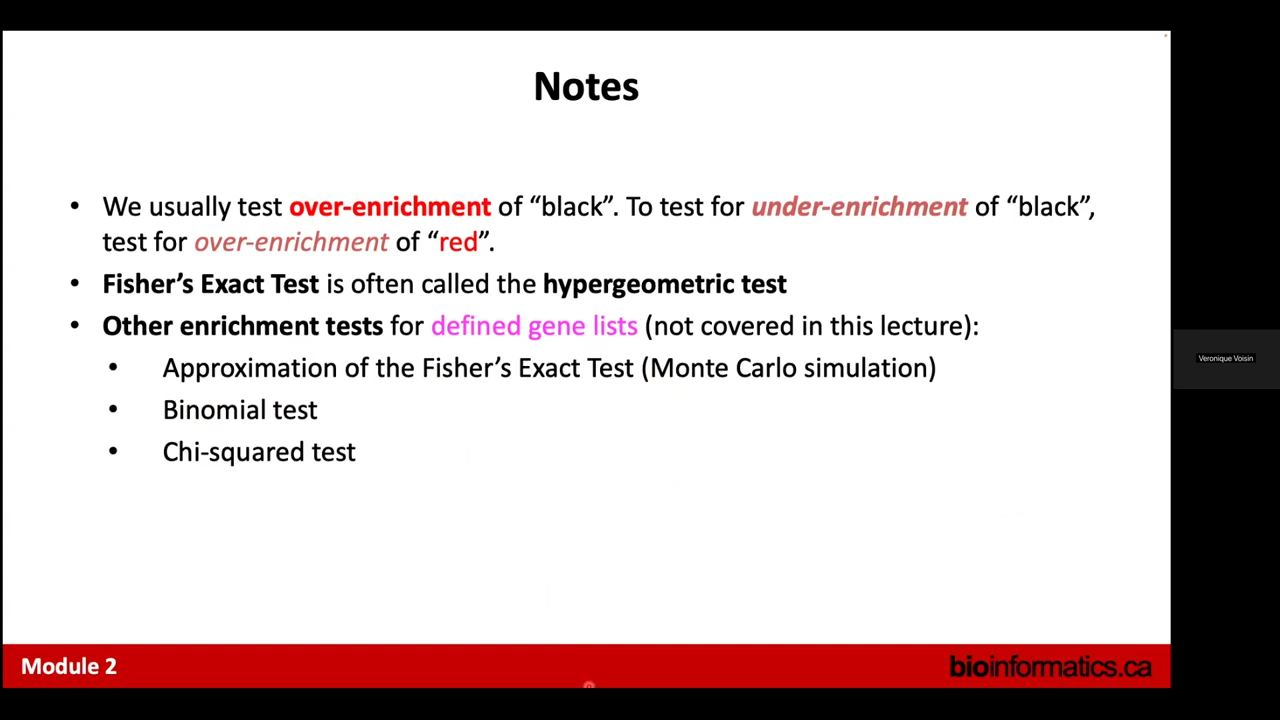 Notes
• We usually test over-enrichment of “black”. To test for under-enrichment of “black”,
test for over-enrichment of “red”.
• Fisher’s Exact Test is often called the hypergeometric test
• Other enrichment tests for defined gene lists (not covered in this lecture):
• Approximation of the Fisher’s Exact Test (Monte Carlo simulation)
• Binomial test
• Chi-squared test
Veronique Voisin
Module 2
bioinformatics.ca